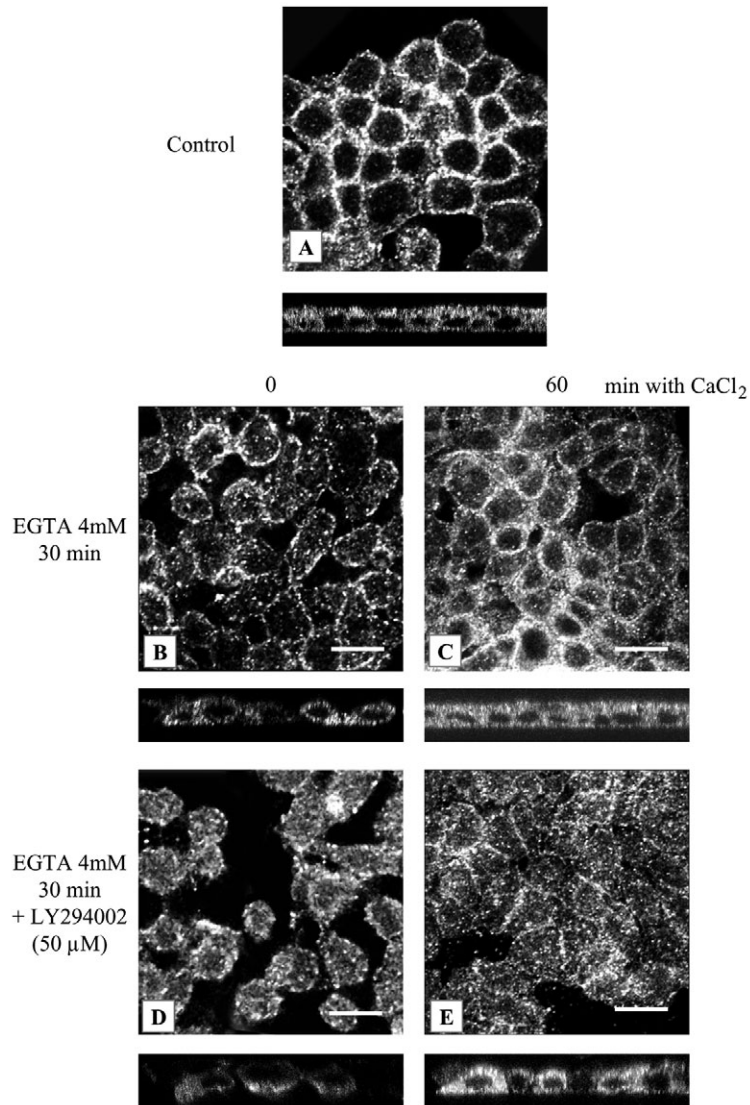 Control
A
0
60 min with CaCl2
EGTA 4mM
30 min
B
C
EGTA 4mM
30 min
+ LY294002
(50 µM)
D
E